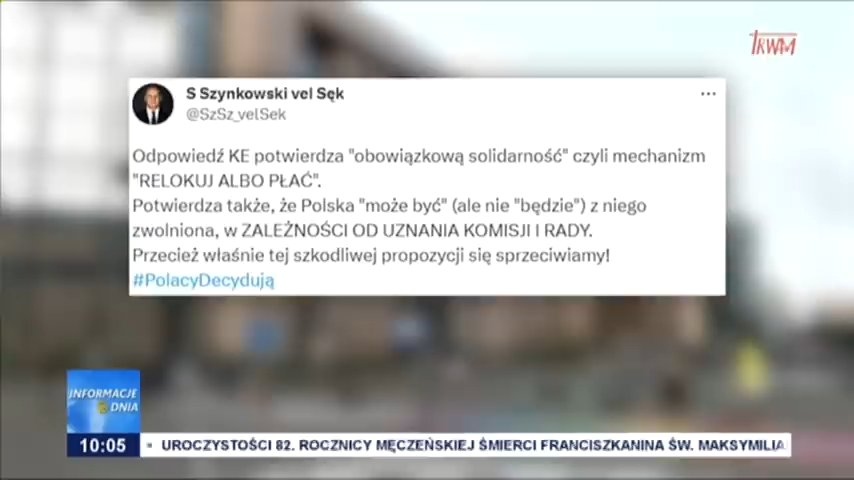 TRWM
S Szynkowski vel Sęk
@SzSz_velSek
Odpowiedź KE potwierdza "obowiązkową solidarność" czyli mechanizm
"RELOKUJ ALBO PŁAĆ".
Potwierdza także, że Polska "może być" (ale nie "będzie") z niego
zwolniona, w ZALEŻNOŚCI OD UZNANIA KOMISJI I RADY.
Przecież właśnie tej szkodliwej propozycji się sprzeciwiamy!
#PolacyDecydują
INFORMACJE
DNIA
10:05 UROCZYSTOŚCI 82. ROCZNICY MĘCZEŃSKIEJ ŚMIERCI FRANCISZKANINA ŚW. MAKSYMILIA